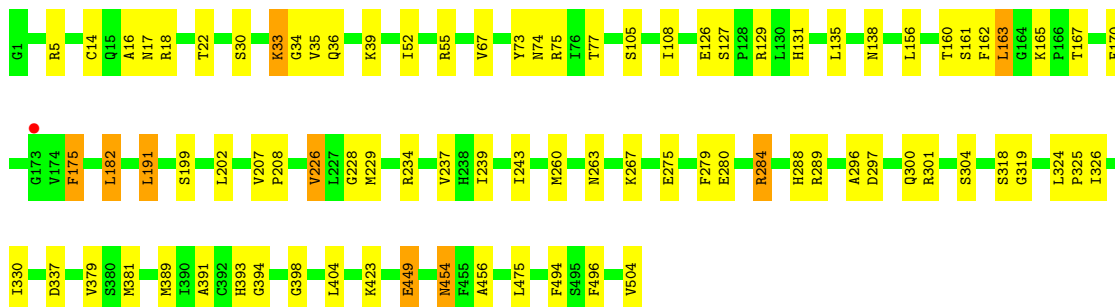 G1 R5 C14 Q15 A16 N17 R18 T22 S30 K33 G34 V35 Q36 K39 I52 R55 V67 Y73 N74 R75 I76 T77 S105 I108 E126 S127 P128 R129 L130 H131 L135 N138 L156 T160 S161 F162 L163 G164 K165 P166 T167
G173 V174 F175 L182 L191 S199 L202 V207 P208 V226 L227 G228 M229 R234 V237 H238 I239 I243 M260 N263 K267 E275 F279 E280 R284 H288 R289 A296 D297 Q300 R301 S304 S318 G319 L324 P325 I326
I330 D337 V379 S380 M381 M389 I390 A391 C392 H393 G394 G398 L404 K423 E449 N454 F455 A456 L475 F494 S495 F496 V504